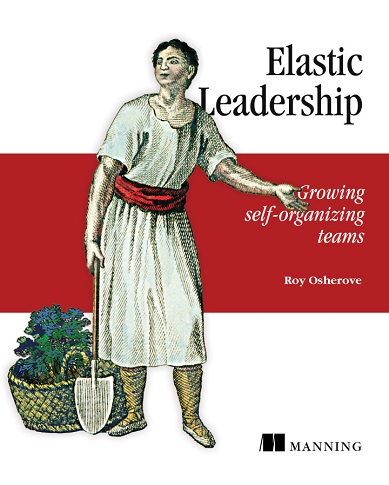 Elastic
Leadership
Growing
self-organizing
teams
Roy Osherove
MANNING